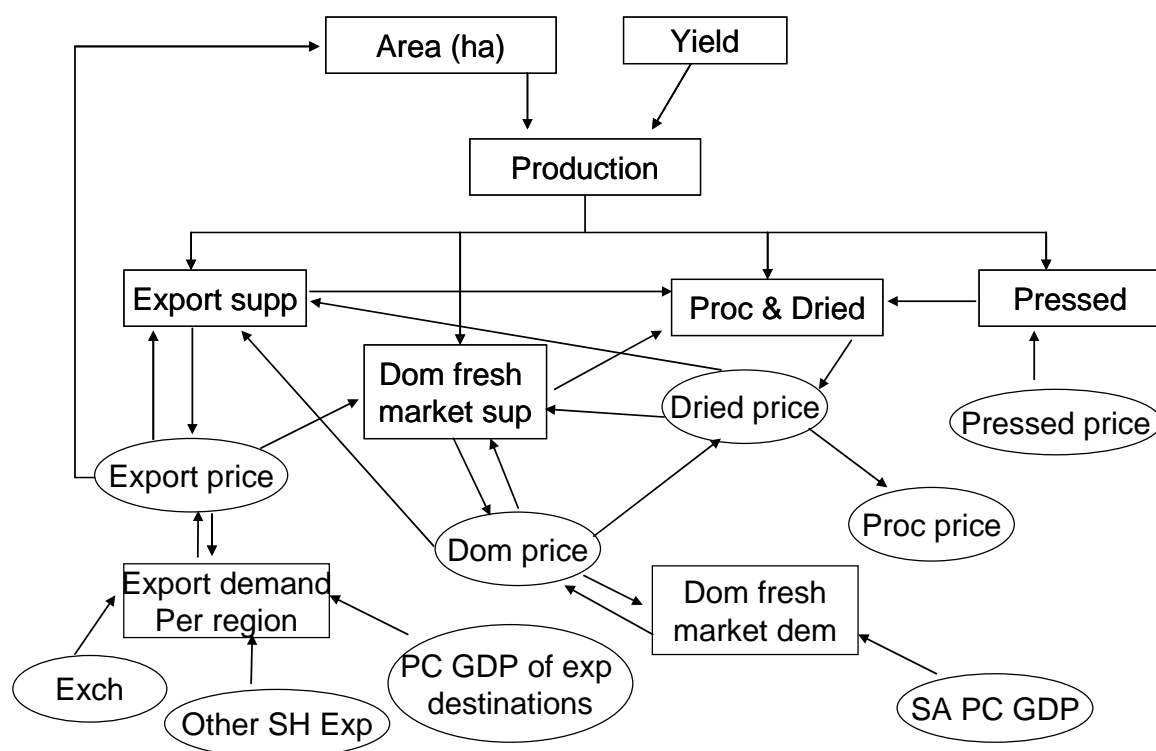 Area (ha)
Yield
Production
Export supp
Proc & Dried
Pressed
Dom fresh
market sup
Dried price
Pressed price
Export price
Proc price
Dom price
Export demand
Per region
Dom fresh
market dem
PC GDP of exp
destinations
Exch
Other SH Exp
SA PC GDP